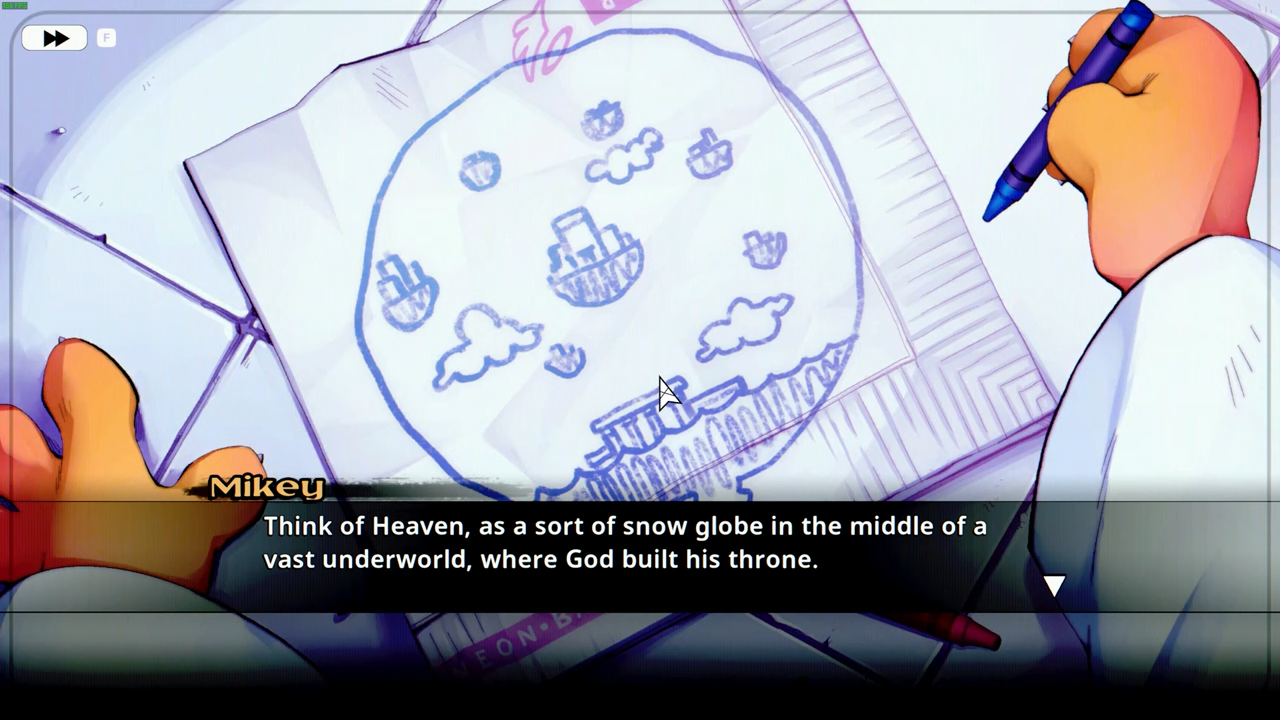 F
Mikey
Think of Heaven, as a sort of snow globe in the middle of a
vast underworld, where God built his throne.